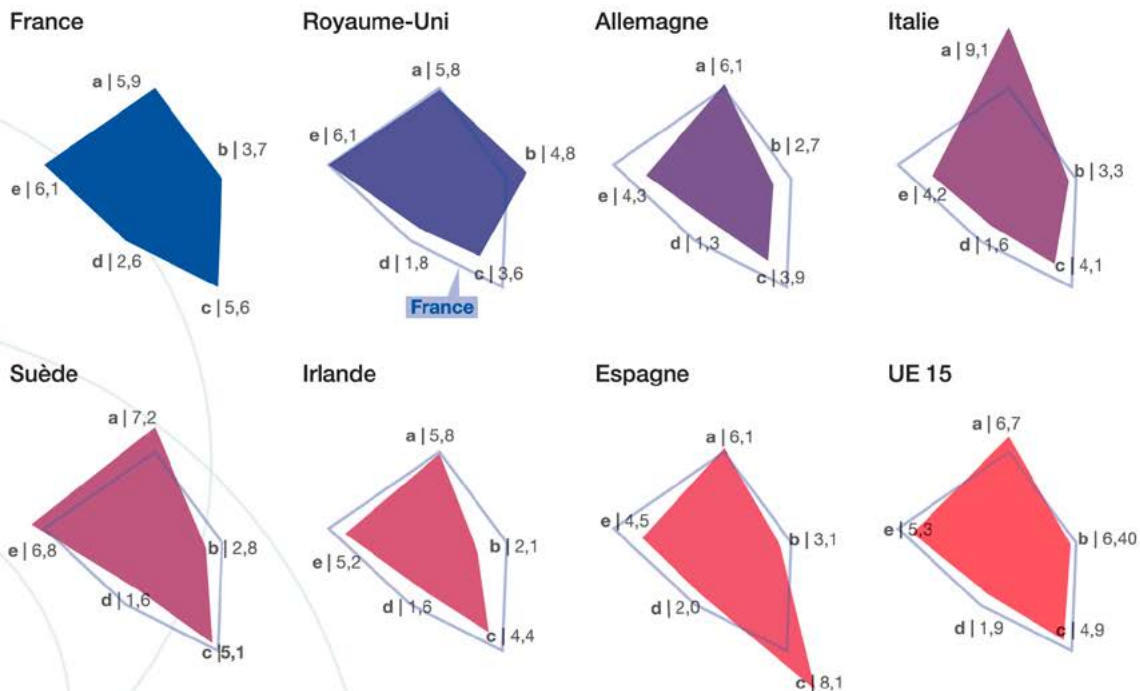 France
a | 5,9
b | 3,7
e | 6,1
d | 2,6
c | 5,6
Royaume-Uni
a | 5,8
e | 6,1
b | 4,8
d | 1,8
c | 3,6
France
Allemagne
a | 6,1
b | 2,7
e | 4,3
d | 1,3
c | 3,9
Italie
a | 9,1
b | 3,3
e | 4,2
d | 1,6
c | 4,1
Suède
a | 7,2
e | 6,8
b | 2,8
d | 1,6
c | 5,1
Irlande
a | 5,8
b | 2,1
e | 5,2
d | 1,6
c | 4,4
Espagne
a | 6,1
e | 4,5
b | 3,1
d | 2,0
c | 8,1
UE 15
a | 6,7
e | 5,3
b | 6,40
d | 1,9
c | 4,9